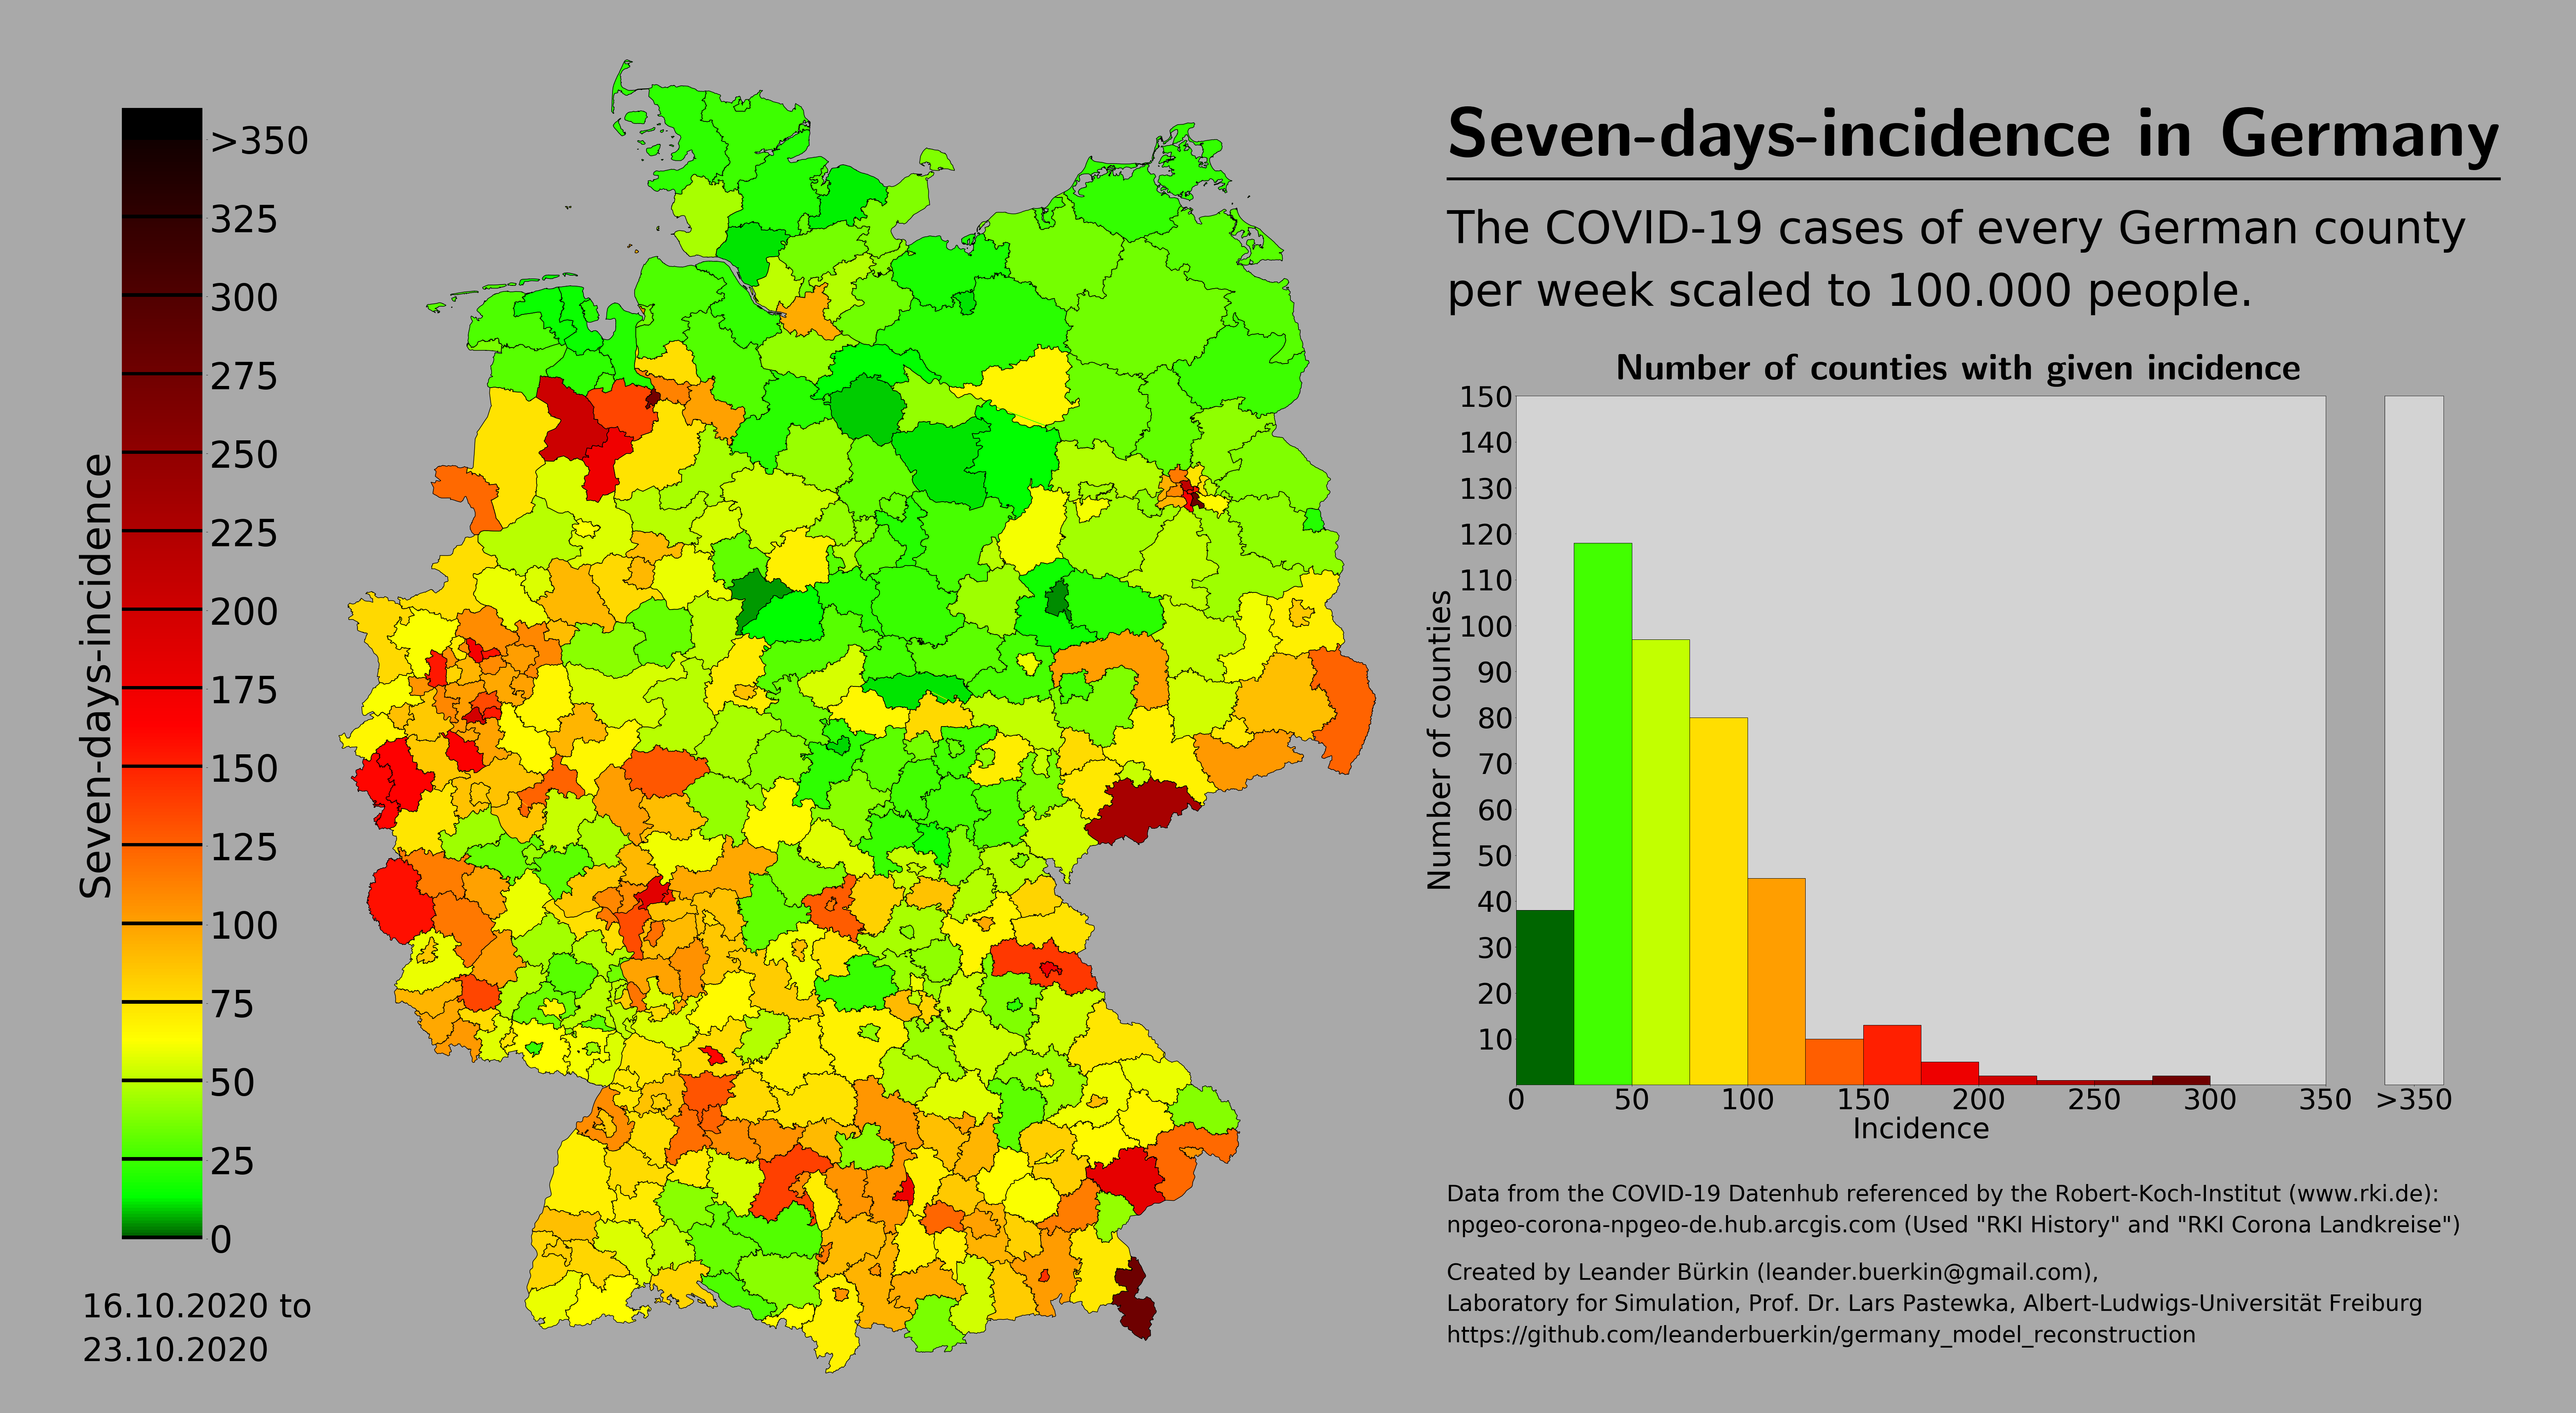 Seven-days-incidence in Germany
The COVID-19 cases of every German county
per week scaled to 100.000 people.
>350
325
300
275
250
225
200
175
150
125
100
75
50
25
0
Seven-days-incidence
16.10.2020 to
23.10.2020
Number of counties with given incidence
150
140
130
120
110
100
90
80
70
60
50
40
30
20
10
Number of counties
0 50 100 150 200 250 300 350 >350
Incidence
Data from the COVID-19 Datenhub referenced by the Robert-Koch-Institut (www.rki.de):
npgeo-corona-npgeo-de.hub.arcgis.com (Used "RKI History" and "RKI Corona Landkreise")
Created by Leander Bürkin (leander.buerkin@gmail.com),
Laboratory for Simulation, Prof. Dr. Lars Pastewka, Albert-Ludwigs-Universität Freiburg
https://github.com/leanderbuerkin/germany_model_reconstruction